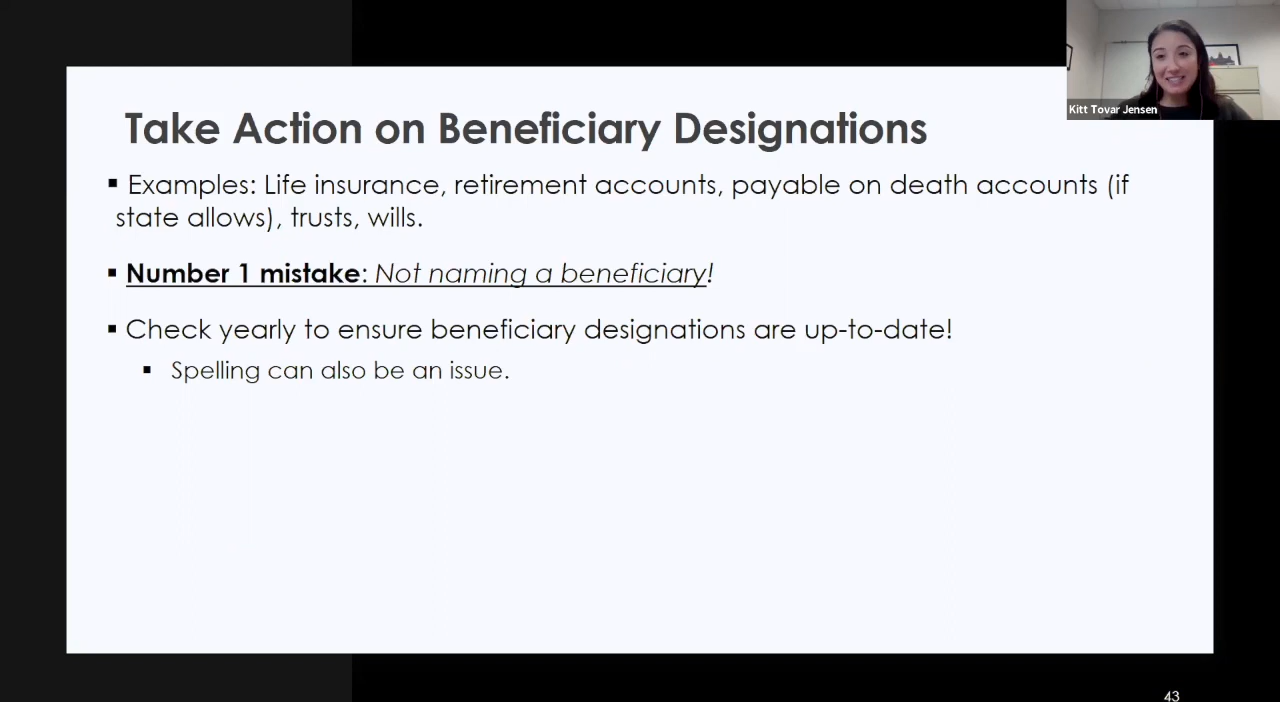 Kitt Tovar Jensen
Take Action on Beneficiary Designations
▪ Examples: Life insurance, retirement accounts, payable on death accounts (if
state allows), trusts, wills.
▪ Number 1 mistake: Not naming a beneficiary!
▪ Check yearly to ensure beneficiary designations are up-to-date!
▪ Spelling can also be an issue.
43